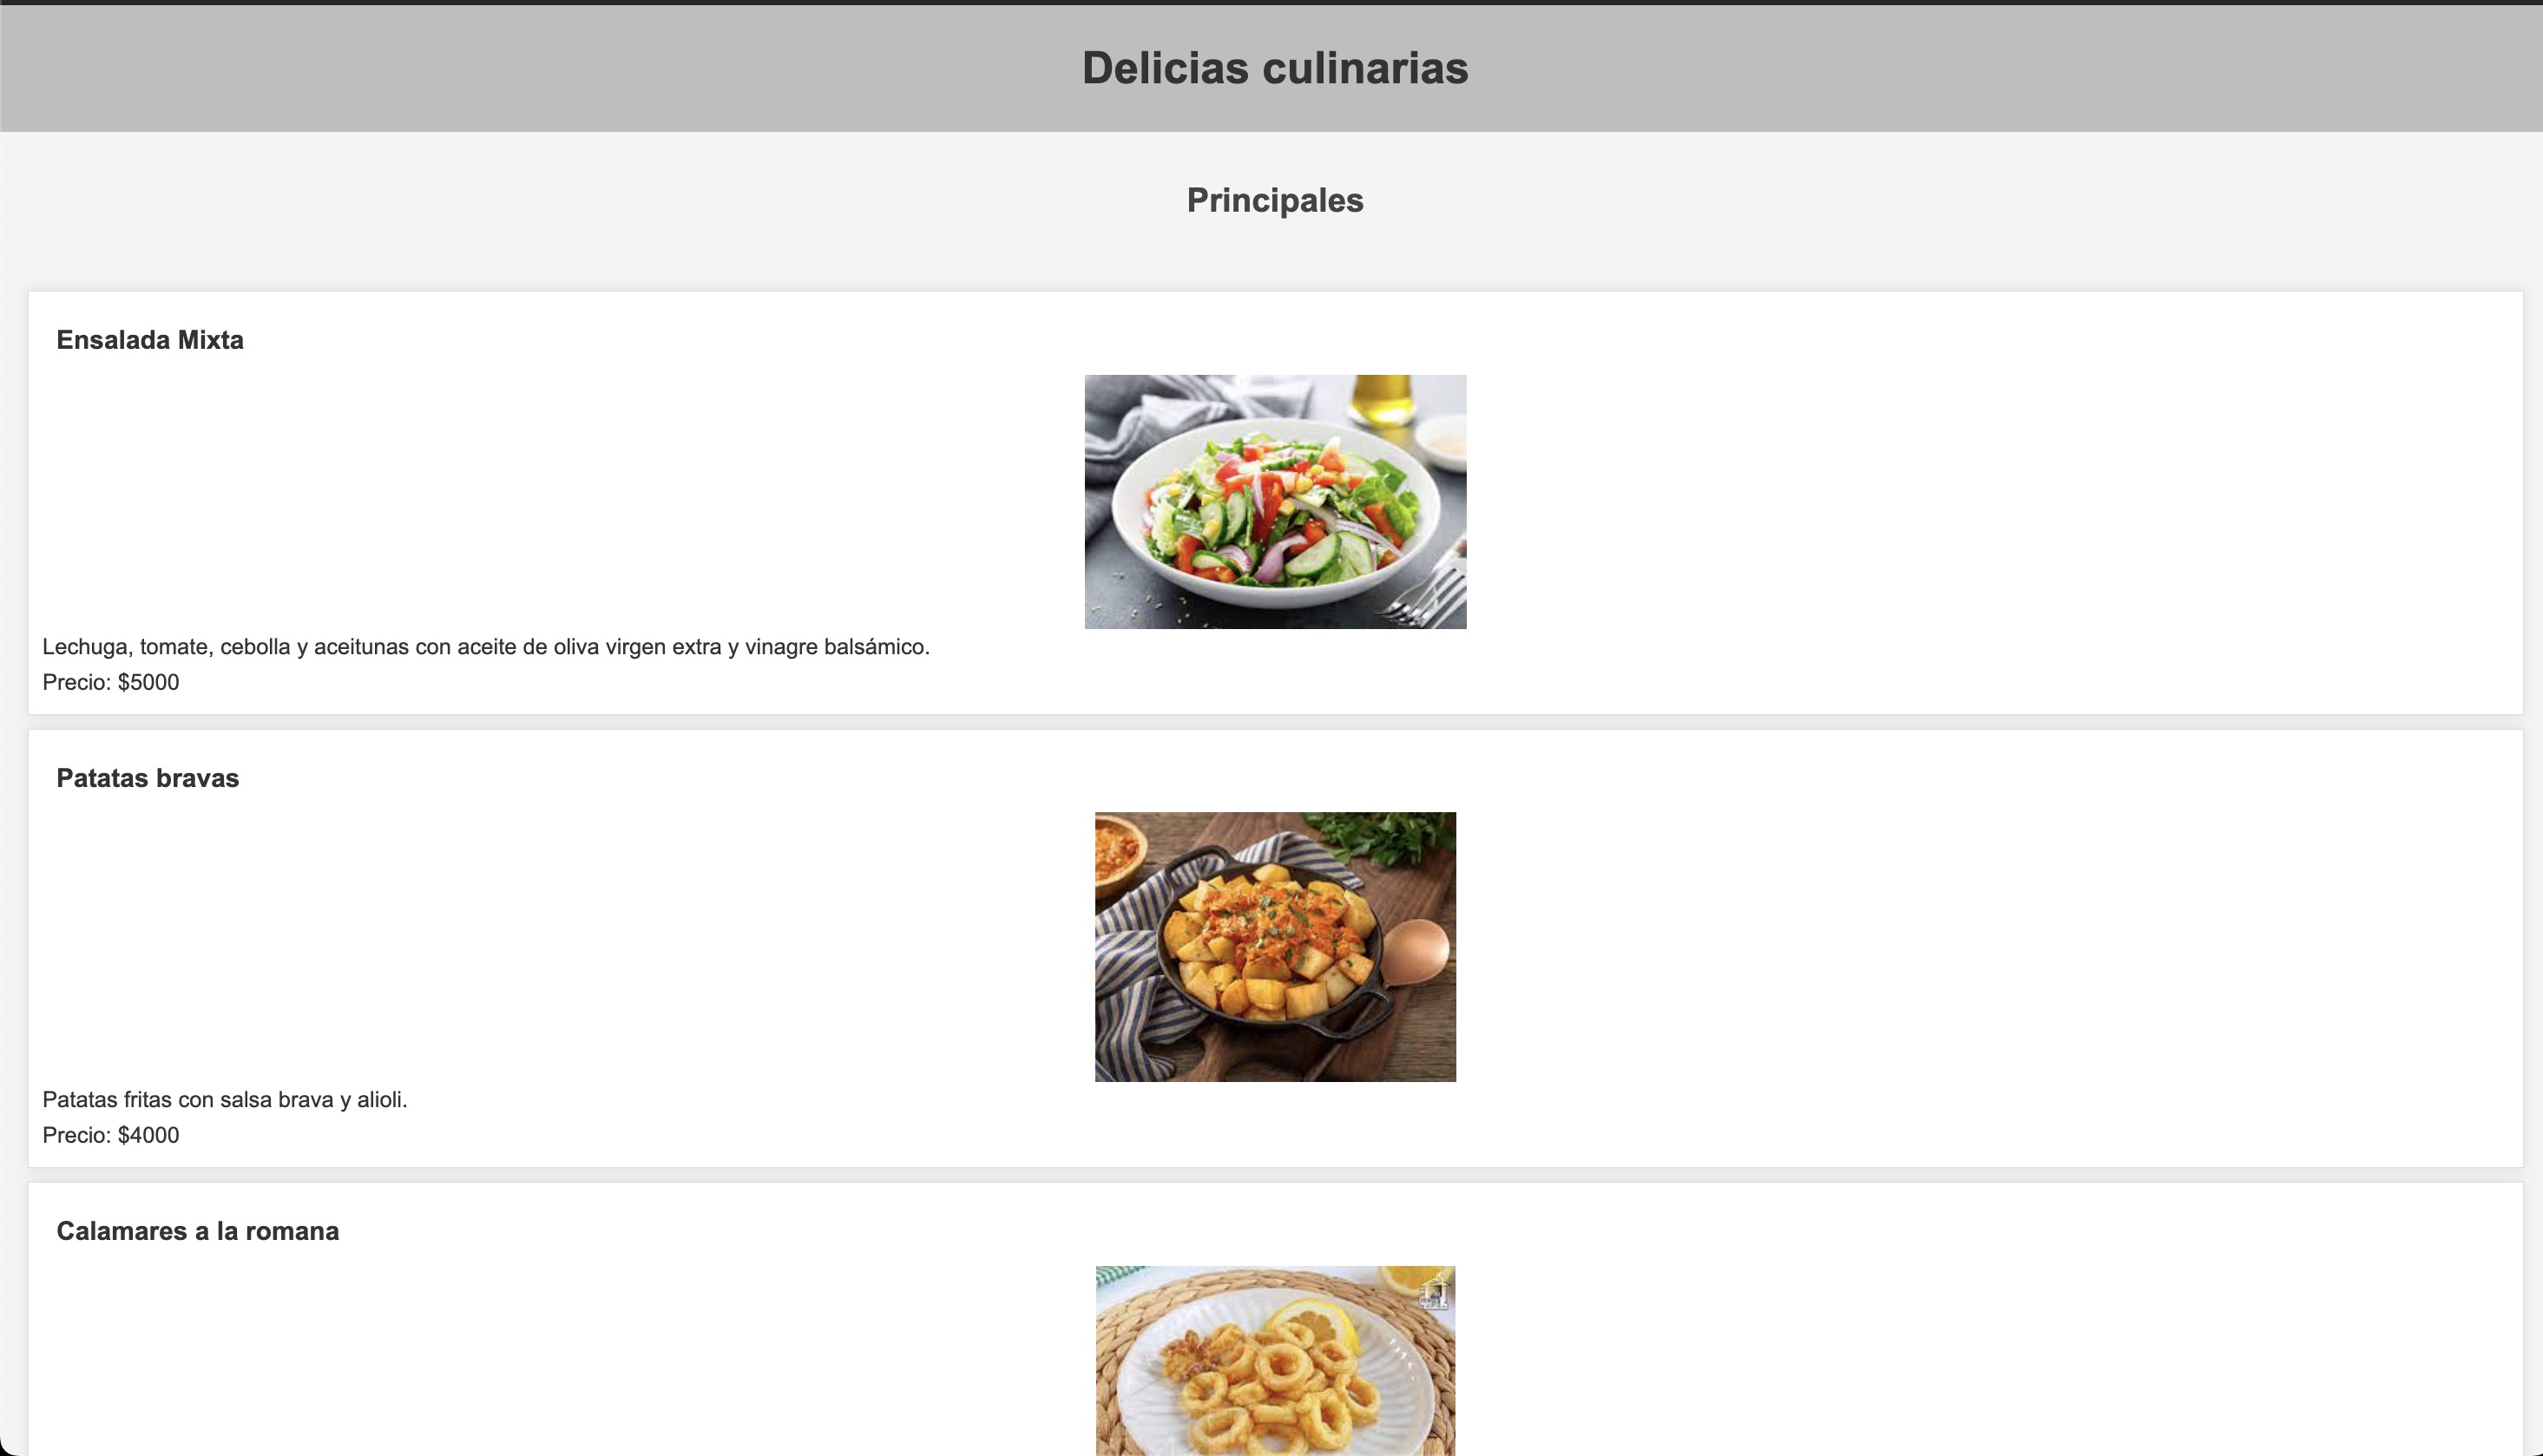 Delicias culinarias
Principales
Ensalada Mixta
Lechuga, tomate, cebolla y aceitunas con aceite de oliva virgen extra y vinagre balsámico.
Precio: $5000
Patatas bravas
Patatas fritas con salsa brava y alioli.
Precio: $4000
Calamares a la romana